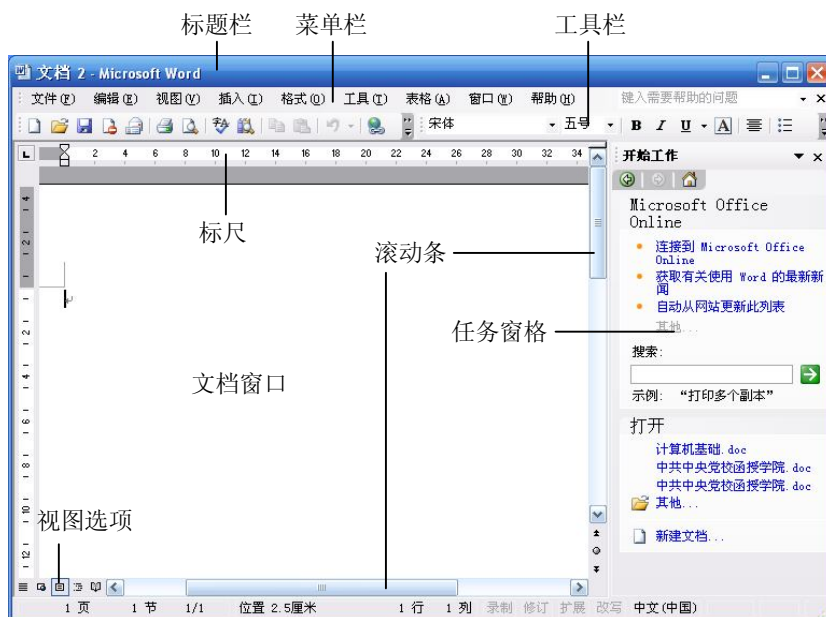 标题栏 菜单栏 工具栏
文档 2 - Microsoft Word
文件(F) 编辑(E) 视图(V) 插入(I) 格式(O) 工具(T) 表格(A) 窗口(W) 帮助(H) 键入需要帮助的问题
宋体 五号 B I U A
L 2 4 6 8 10 12 14 16 18 20 22 24 26 28 30 32 34
开始工作
Microsoft Office
Online
连接到 Microsoft Office
Online
获取有关使用 Word 的最新新
闻
自动从网站更新此列表
其他...
搜索:
示例: “打印多个副本”
打开
计算机基础.doc
中共中央党校函授学院.doc
中共中央党校函授学院.doc
其他...
新建文档...
标尺
滚动条
任务窗格
文档窗口
视图选项
4
2
2
4
6
8
10
12
1 页 1 节 1/1 位置 2.5厘米 1 行 1 列 录制 修订 扩展 改写 中文(中国)